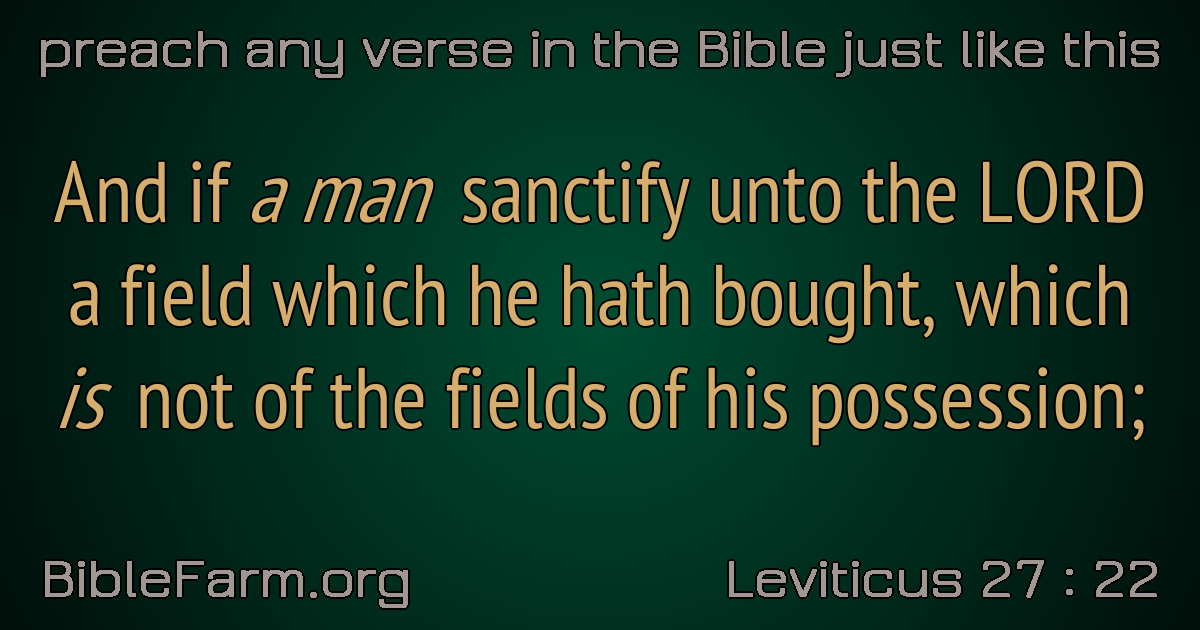 preach any verse in the Bible just like this
And if a man sanctify unto the LORD
a field which he hath bought, which
is not of the fields of his possession;
BibleFarm.org
Leviticus 27 : 22